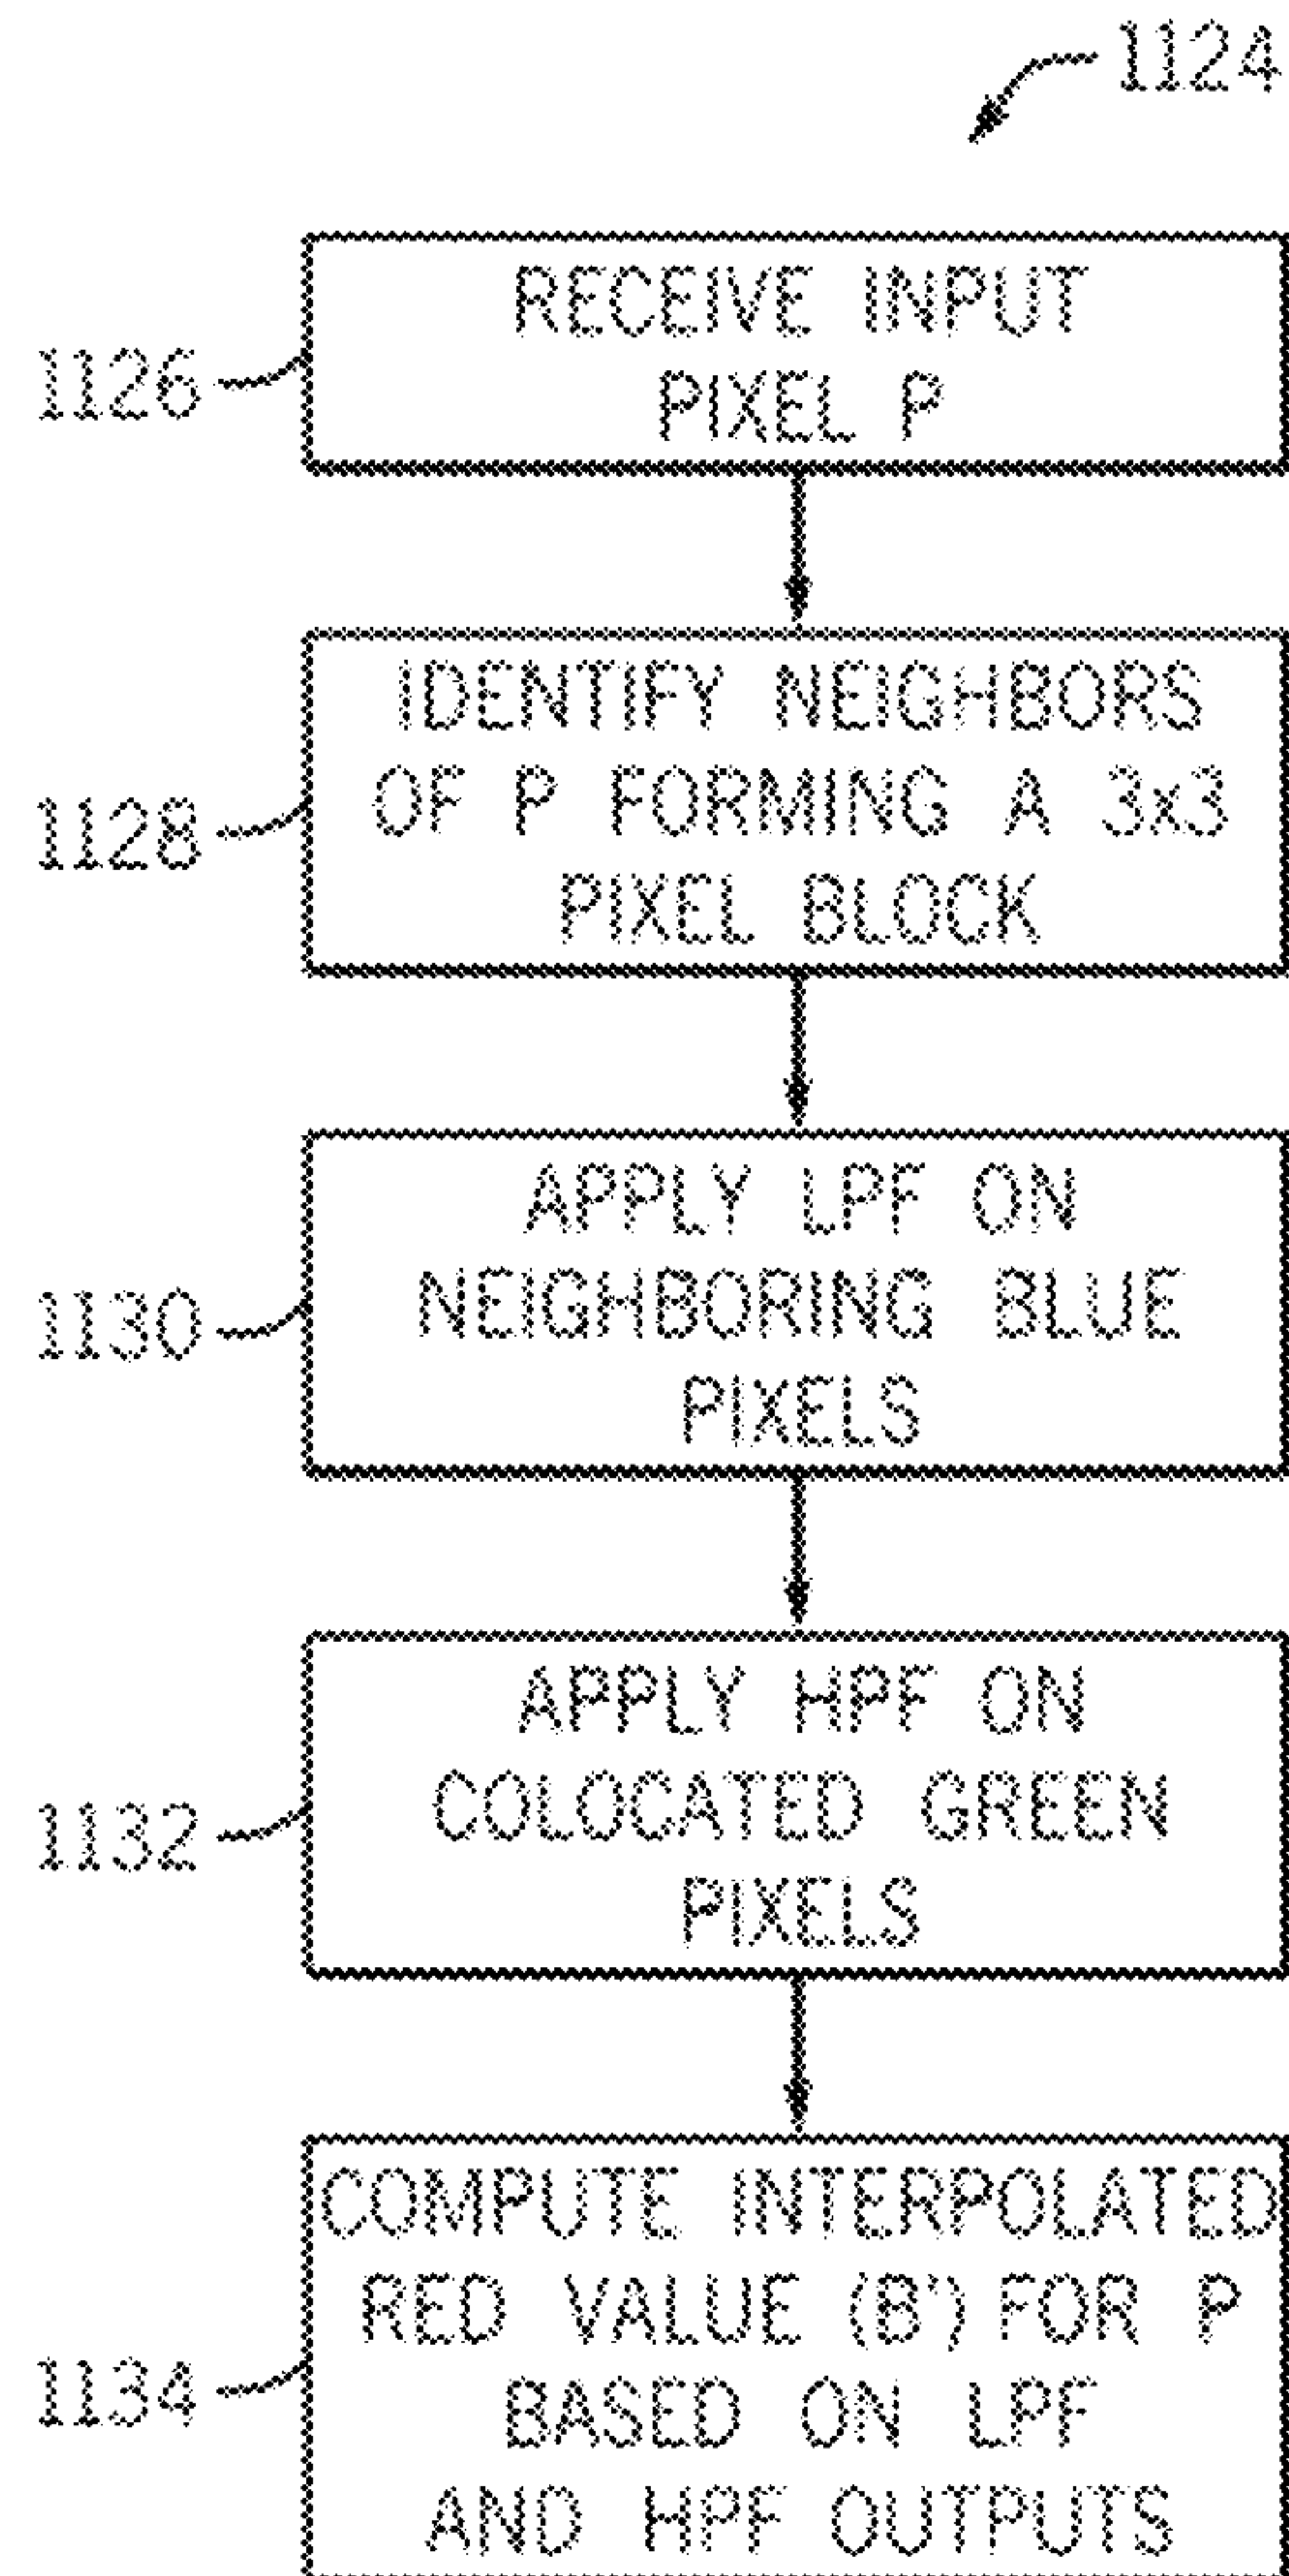 1124
RECEIVE INPUT
PIXEL P
1126
IDENTIFY NEIGHBORS
OF P FORMING A 3x3
PIXEL BLOCK
1128
APPLY LPF ON
NEIGHBORING BLUE
PIXELS
1130
APPLY HPF ON
COLOCATED GREEN
PIXELS
1132
COMPUTE INTERPOLATED
RED VALUE (B') FOR P
BASED ON LPF
AND HPF OUTPUTS
1134